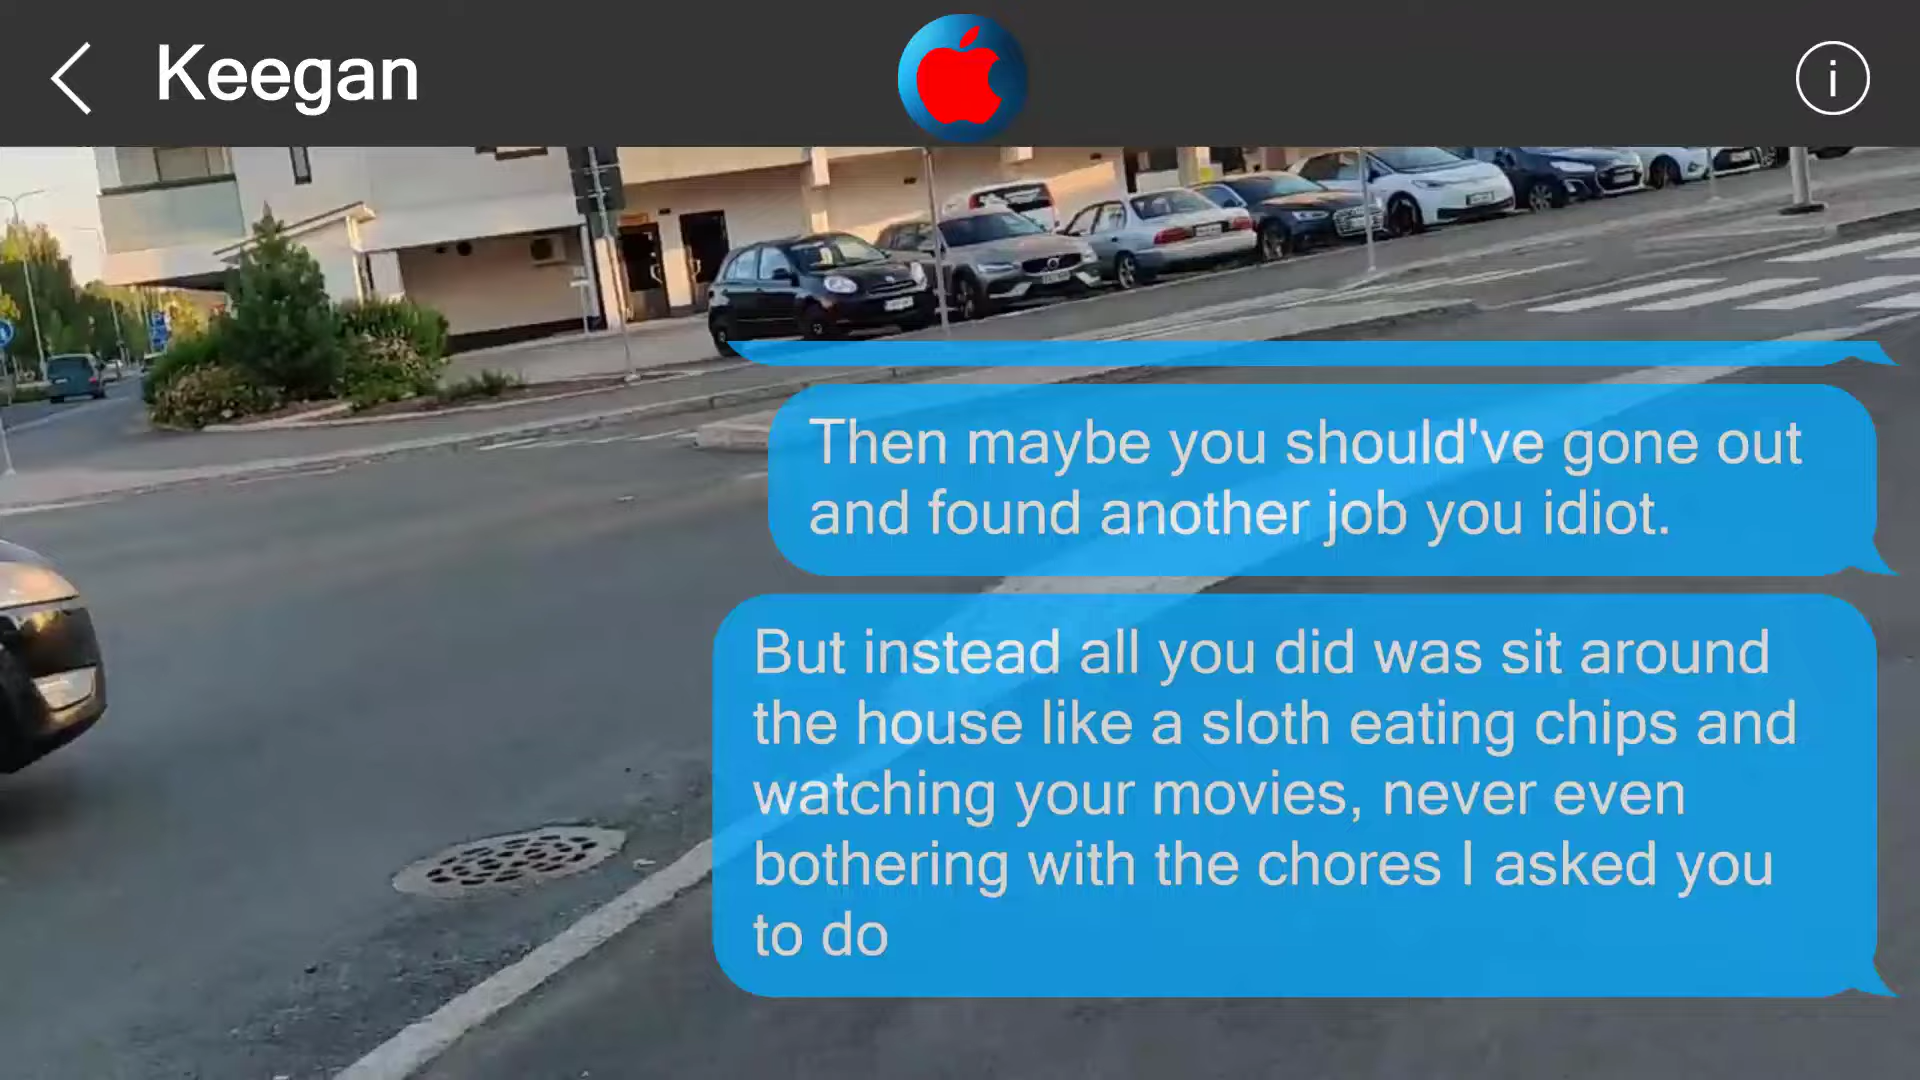 Keegan
i
Then maybe you should've gone out
and found another job you idiot.
But instead all you did was sit around
the house like a sloth eating chips and
watching your movies, never even
bothering with the chores I asked you
to do